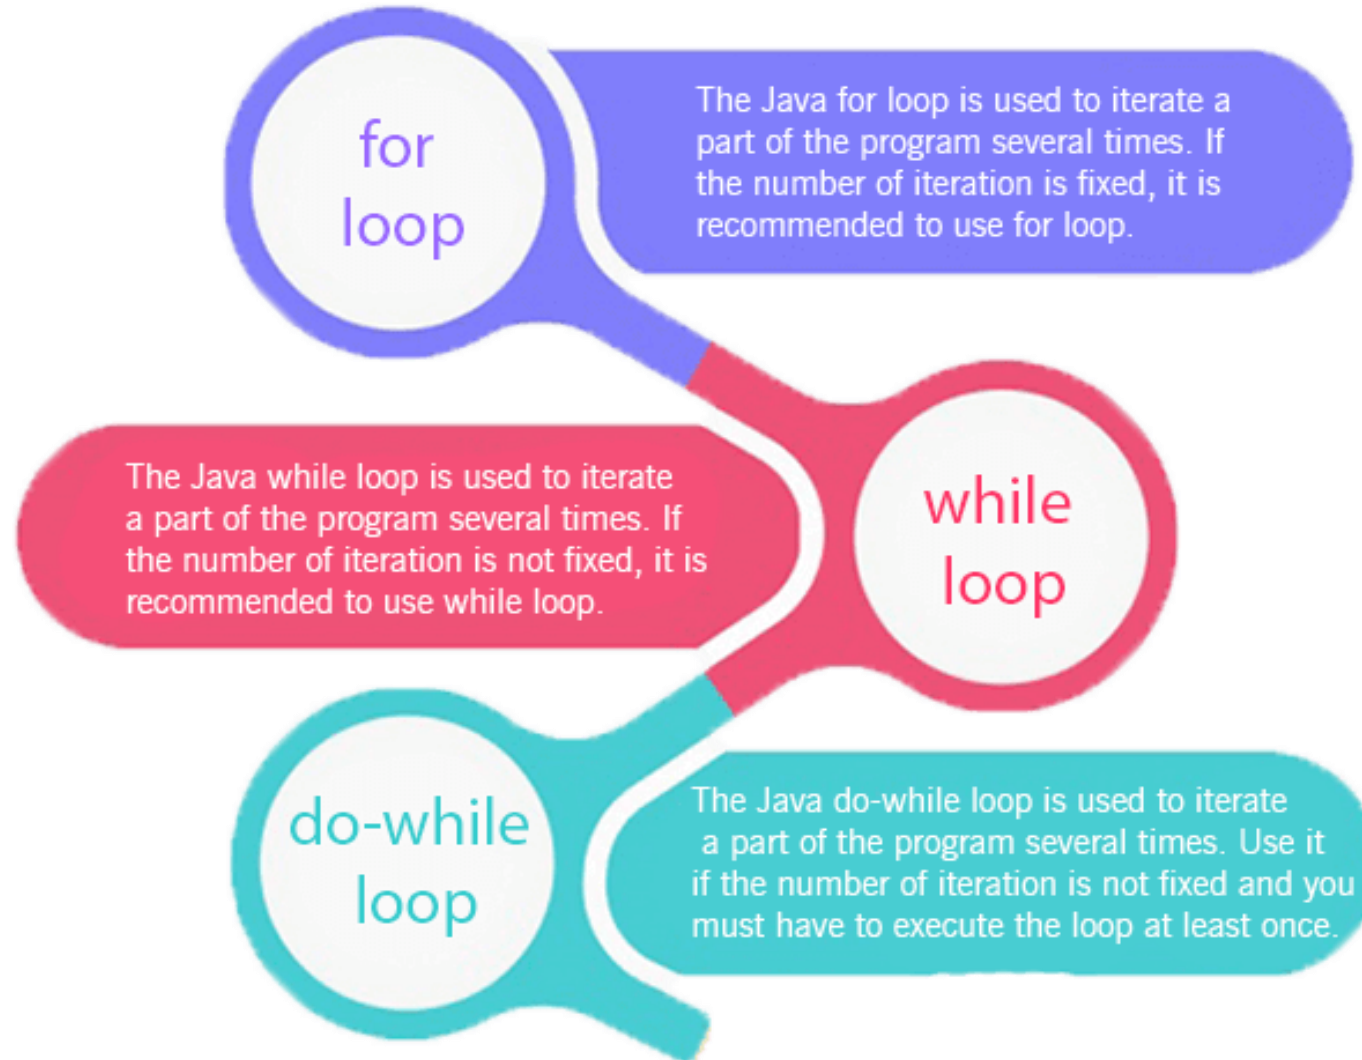 for
loop
The Java for loop is used to iterate a
part of the program several times. If
the number of iteration is fixed, it is
recommended to use for loop.
The Java while loop is used to iterate
a part of the program several times. If
the number of iteration is not fixed, it is
recommended to use while loop.
while
loop
do-while
loop
The Java do-while loop is used to iterate
a part of the program several times. Use it
if the number of iteration is not fixed and you
must have to execute the loop at least once.